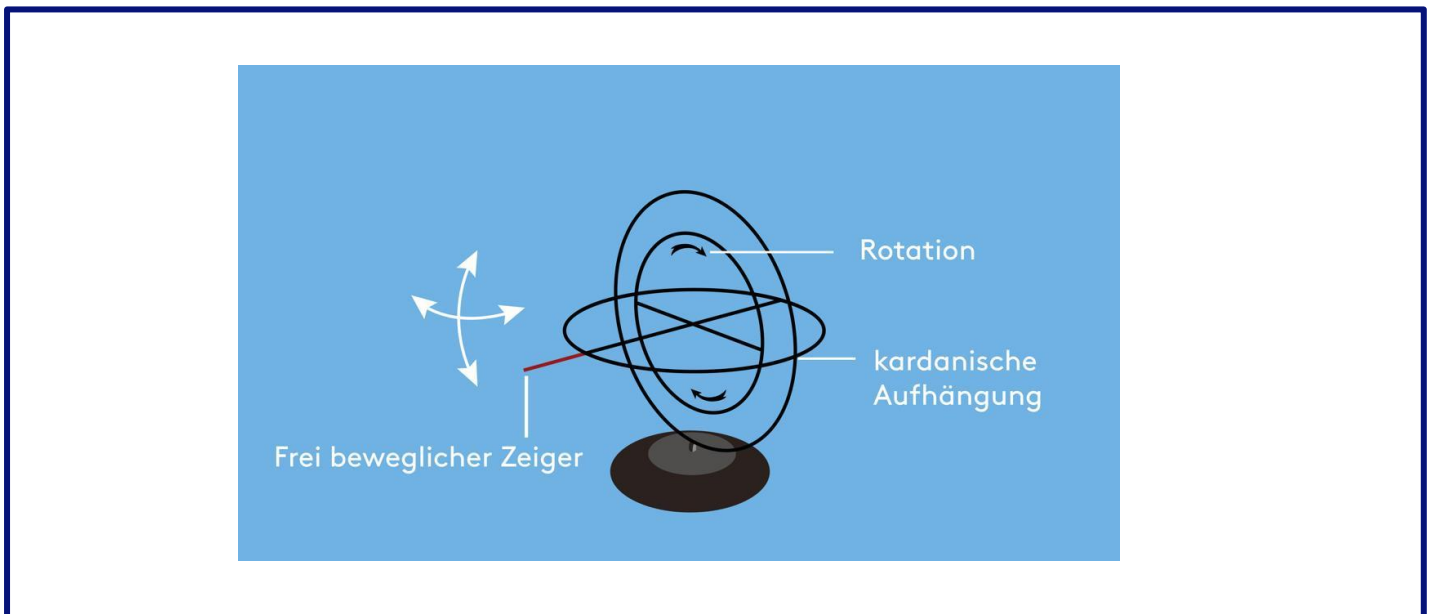 Rotation
kardanische
Aufhängung
Frei beweglicher Zeiger